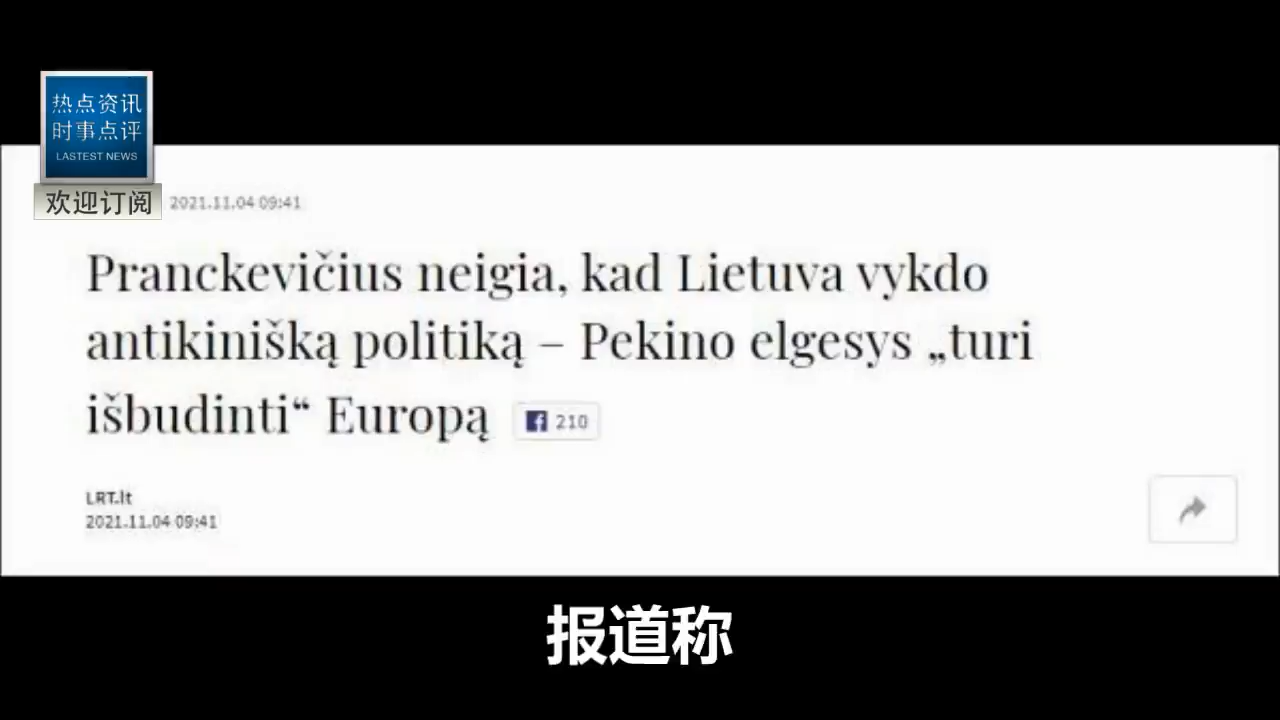 热点资讯
时事点评
LASTEST NEWS
欢迎订阅
2021.11.04 09:41
Pranckevičius neigia, kad Lietuva vykdo
antikinišką politiką – Pekino elgesys „turi
išbudinti“ Europą
210
LRT.lt
2021.11.04 09:41
报道称